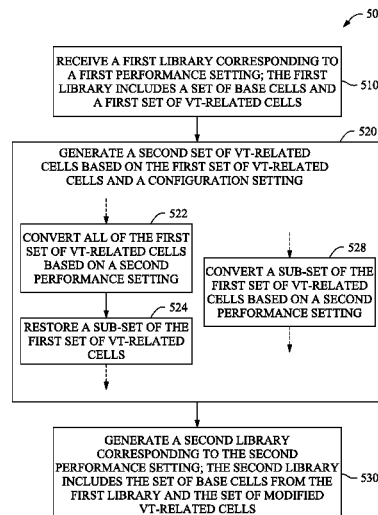 50
RECEIVE A FIRST LIBRARY CORRESPONDING TO
A FIRST PERFORMANCE SETTING; THE FIRST
LIBRARY INCLUDES A SET OF BASE CELLS AND
A FIRST SET OF VT-RELATED CELLS
510
520
GENERATE A SECOND SET OF VT-RELATED
CELLS BASED ON THE FIRST SET OF VT-RELATED
CELLS AND A CONFIGURATION SETTING
522
CONVERT ALL OF THE FIRST
SET OF VT-RELATED CELLS
BASED ON A SECOND
PERFORMANCE SETTING
524
RESTORE A SUB-SET OF THE
FIRST SET OF VT-RELATED
CELLS
528
CONVERT A SUB-SET OF THE
FIRST SET OF VT-RELATED
CELLS BASED ON A SECOND
PERFORMANCE SETTING
GENERATE A SECOND LIBRARY
CORRESPONDING TO THE SECOND
PERFORMANCE SETTING; THE SECOND LIBRARY
INCLUDES THE SET OF BASE CELLS FROM THE
FIRST LIBRARY AND THE SET OF MODIFIED
VT-RELATED CELLS
530